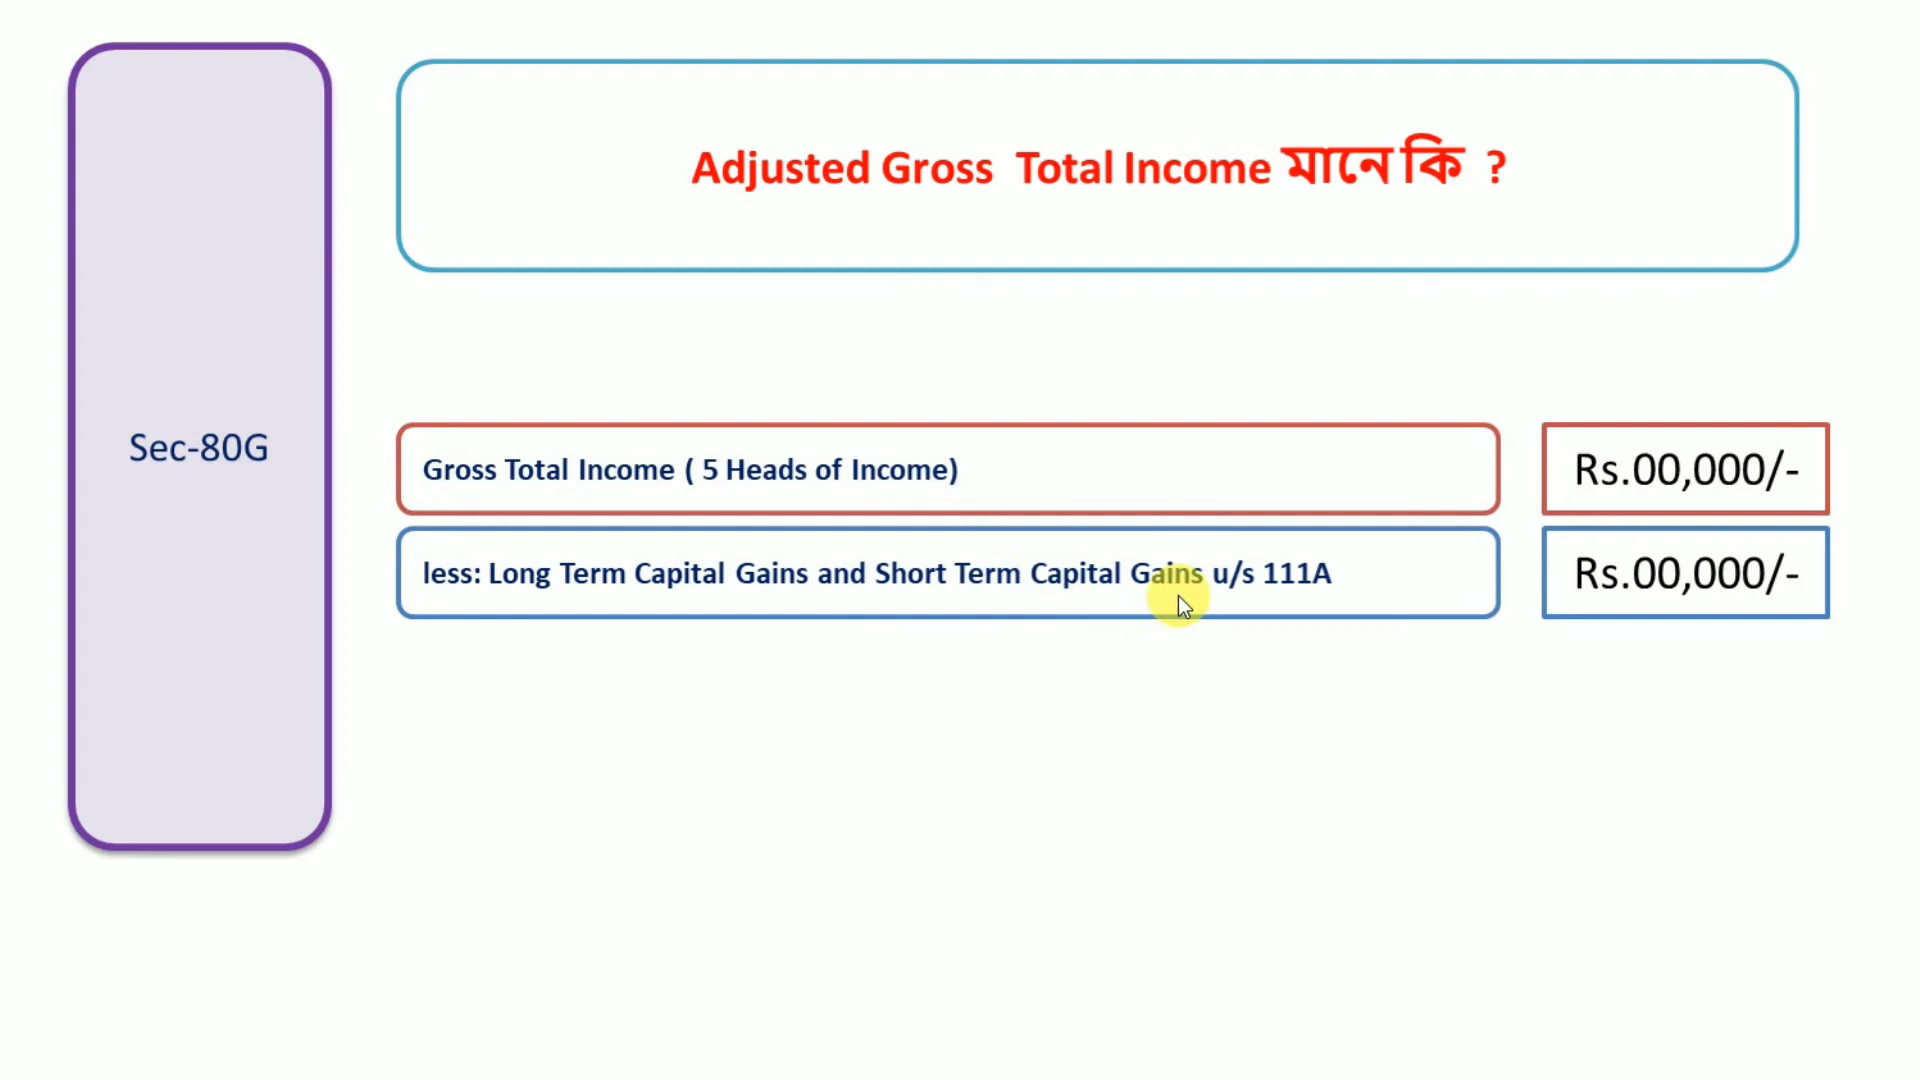 Adjusted Gross Total Income মানে কি ?
Sec-80G
Gross Total Income ( 5 Heads of Income)
Rs.00,000/-
less: Long Term Capital Gains and Short Term Capital Gains u/s 111A
Rs.00,000/-